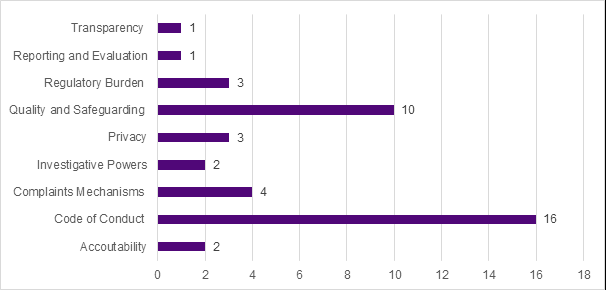 Transparency 1
Reporting and Evaluation 1
Regulatory Burden 3
Quality and Safeguarding 10
Privacy 3
Investigative Powers 2
Complaints Mechanisms 4
Code of Conduct 16
Accoutability 2
0 2 4 6 8 10 12 14 16 18